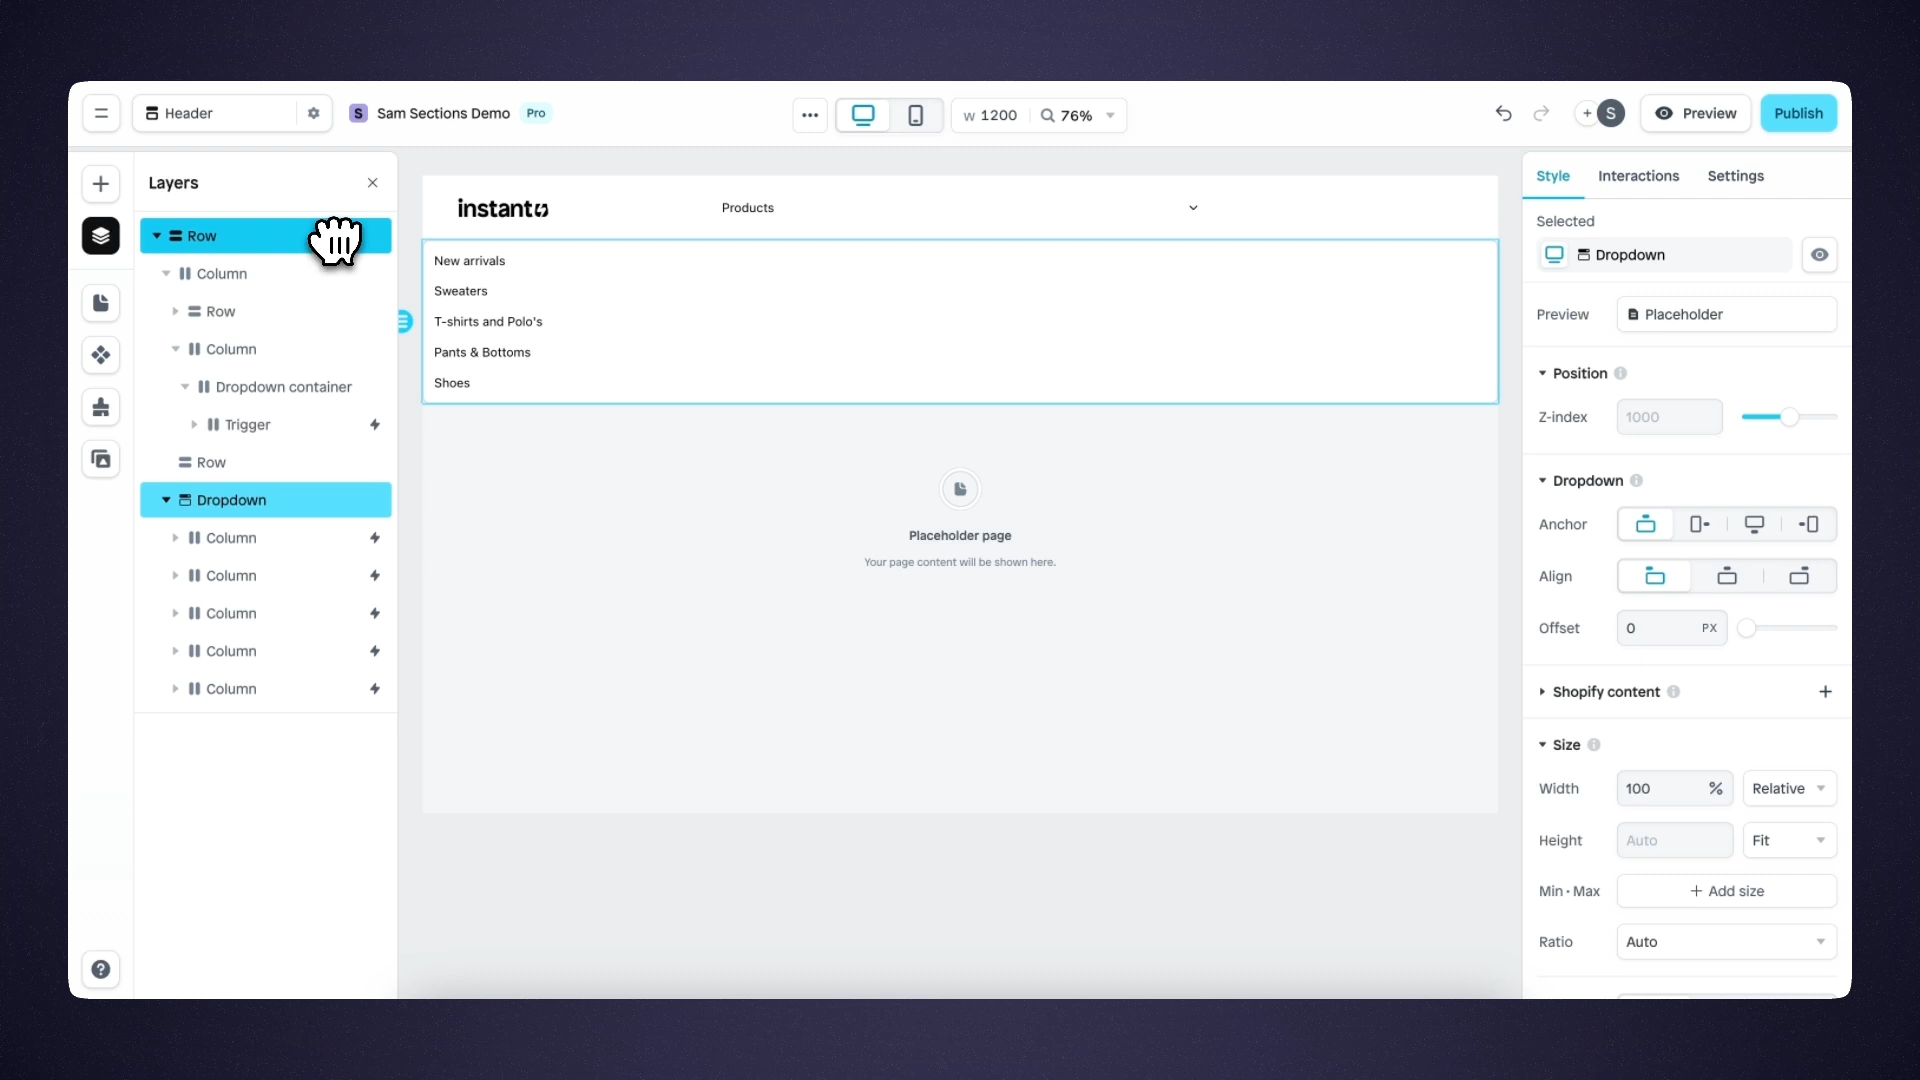 Header
S
Sam Sections Demo
Pro
W 1200
76%
S
Preview
Publish
Layers
Row
Column
Row
Column
Dropdown container
Trigger
Row
Dropdown
Column
Column
Column
Column
Column
instant
Products
New arrivals
Sweaters
T-shirts and Polo's
Pants & Bottoms
Shoes
Placeholder page
Your page content will be shown here.
Style
Interactions
Settings
Selected
Dropdown
Preview
Placeholder
Position
Z-index
1000
Dropdown
Anchor
Align
Offset
0
PX
Shopify content
Size
Width
100
%
Relative
Height
Auto
Fit
Min · Max
+ Add size
Ratio
Auto